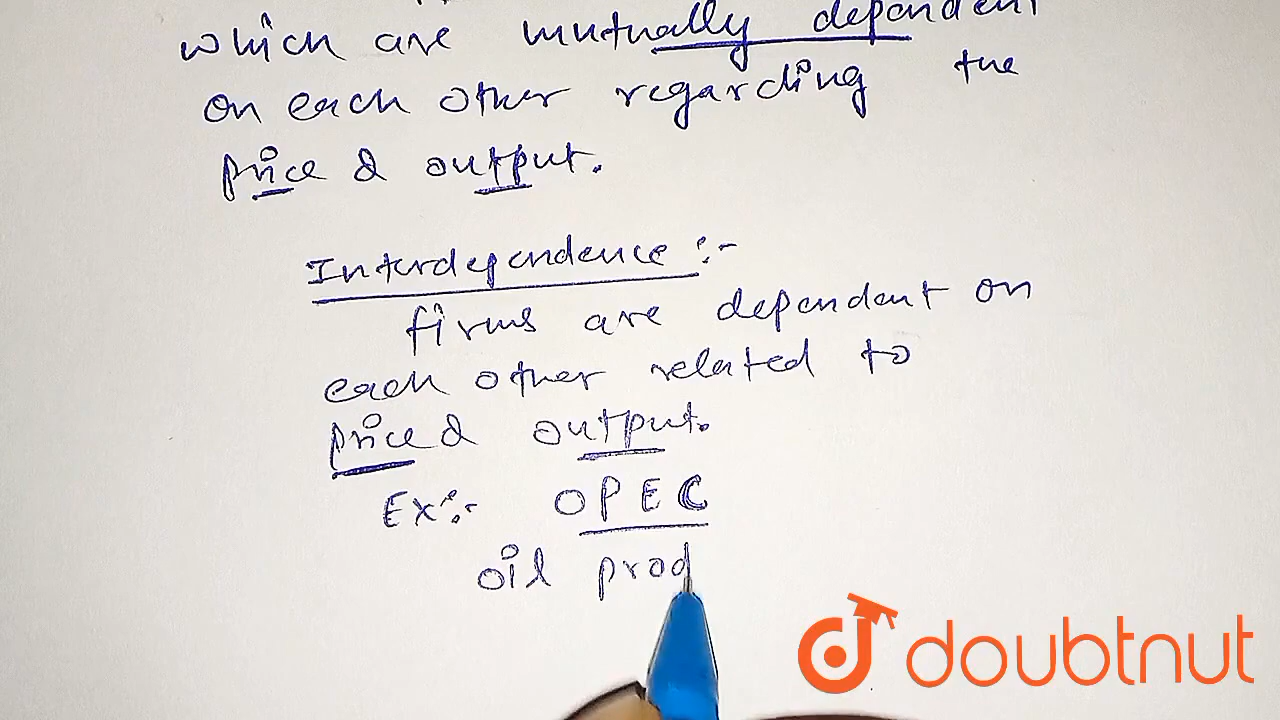 which are mutually dependent
on each other regarding the
price & output.
Interdependence :-
firms are dependent on
each other related to
price & output.
Ex:- OPEC
oil prod
doubtnut